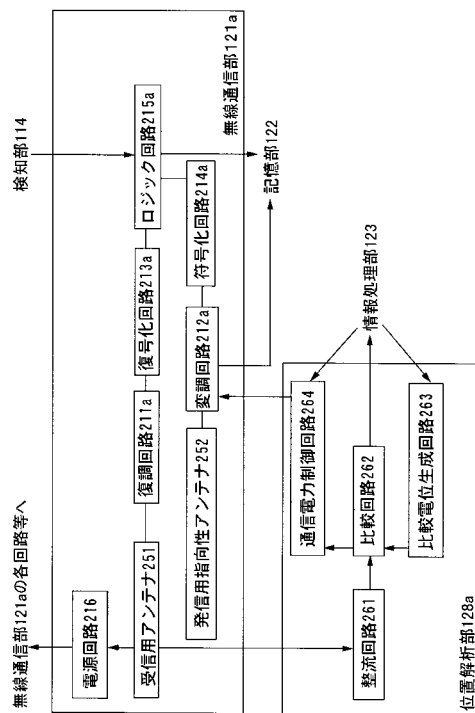 無線通信部121aの各回路等へ
検知部114
電源回路216
受信用アンテナ251
復調回路211a
復号化回路213a
ロジック回路215a
発信用指向性アンテナ252
変調回路212a
符号化回路214a
無線通信部121a
記憶部122
整流回路261
比較回路262
通信電力制御回路264
比較電位生成回路263
情報処理部123
位置解析部128a